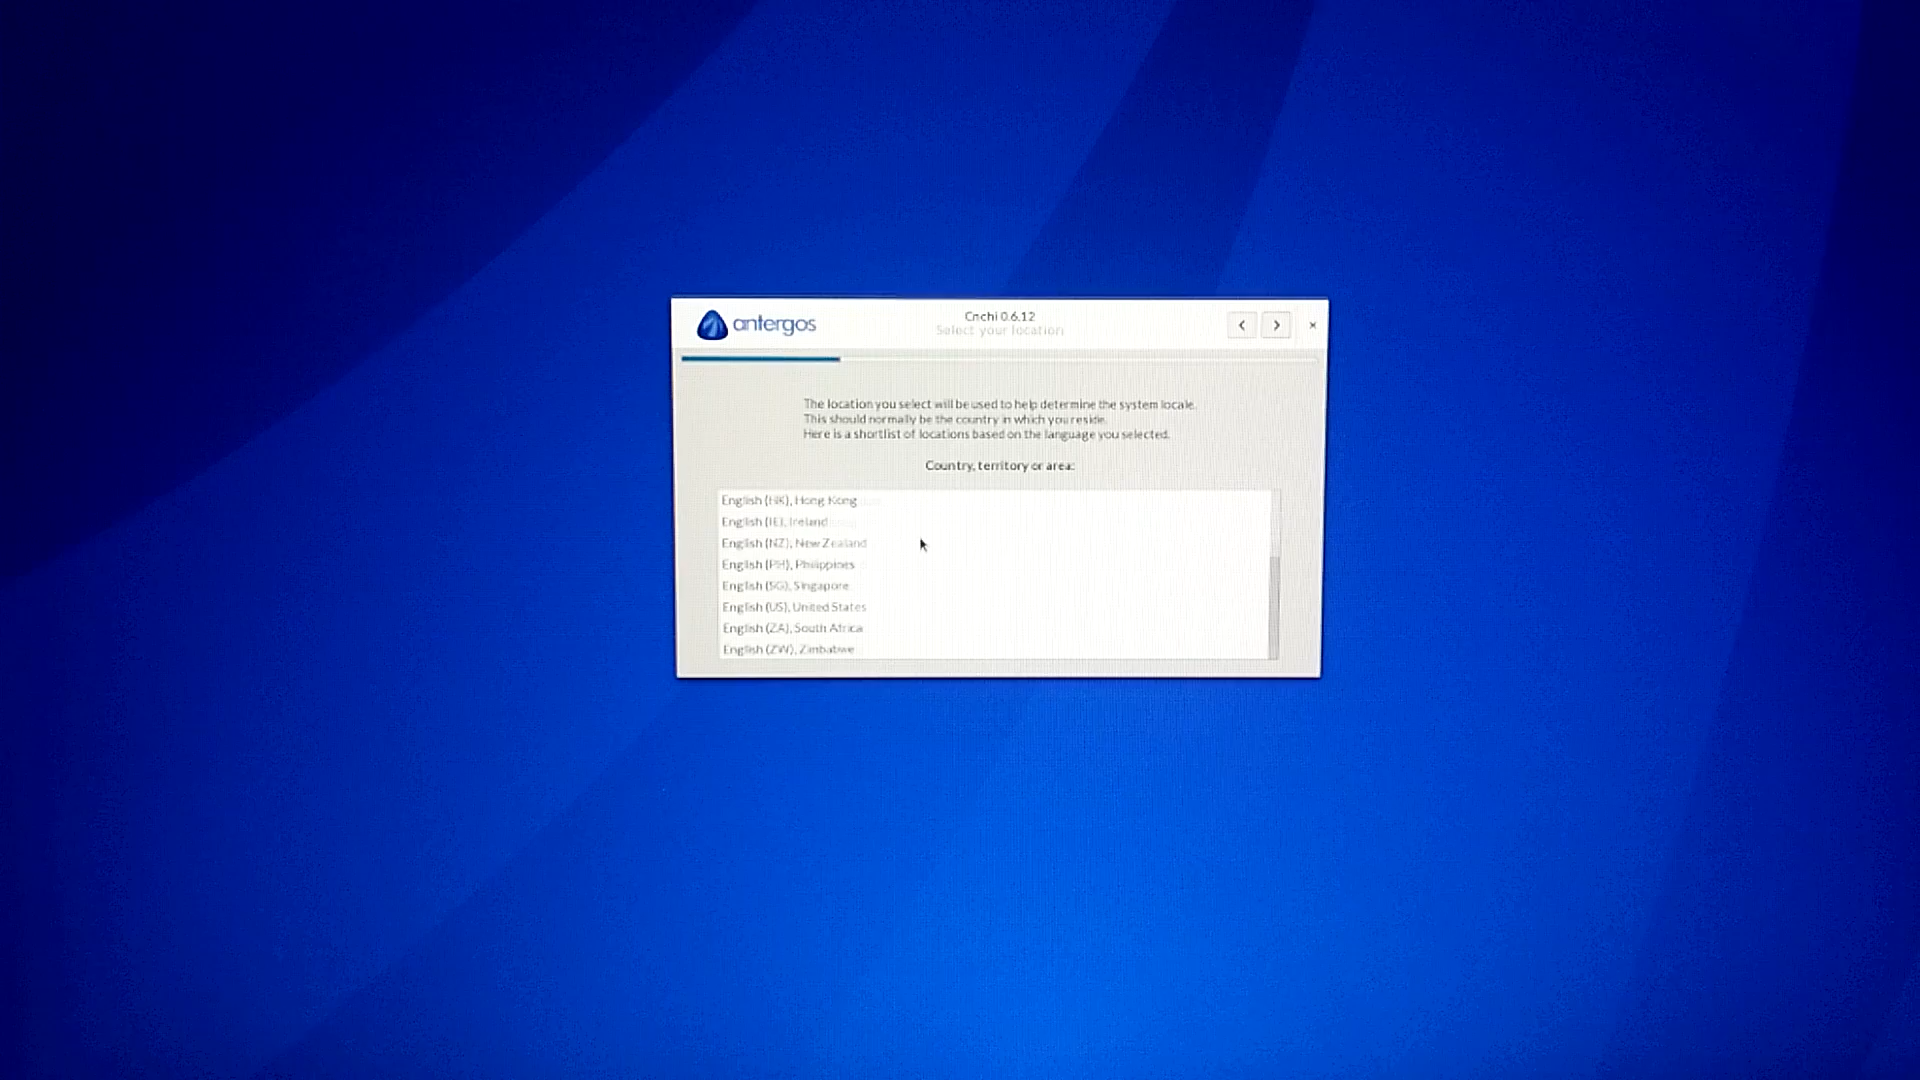 antergos
Cnchi 0.6.12
Select your location
The location you select will be used to help determine the system locale.
This should normally be the country in which you reside.
Here is a shortlist of locations based on the language you selected.
Country, territory or area:
English (HK), Hong Kong
English (IE), Ireland
English (NZ), New Zealand
English (PH), Philippines
English (SG), Singapore
English (US), United States
English (ZA), South Africa
English (ZW), Zimbabwe